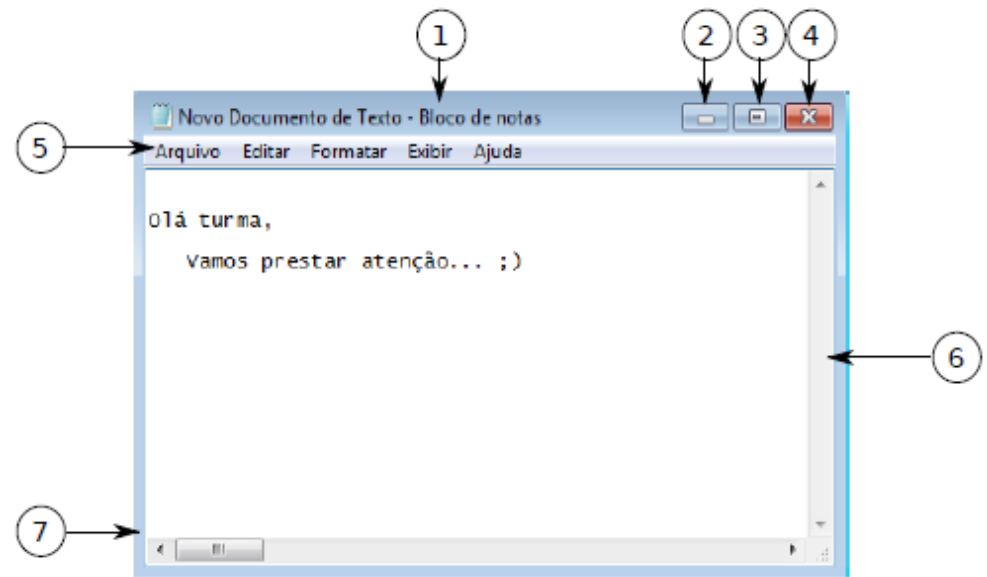 1
2 3 4
Novo Documento de Texto - Bloco de notas
5
Arquivo Editar Formatar Exibir Ajuda
Olá turma,
Vamos prestar atenção... ;)
6
7